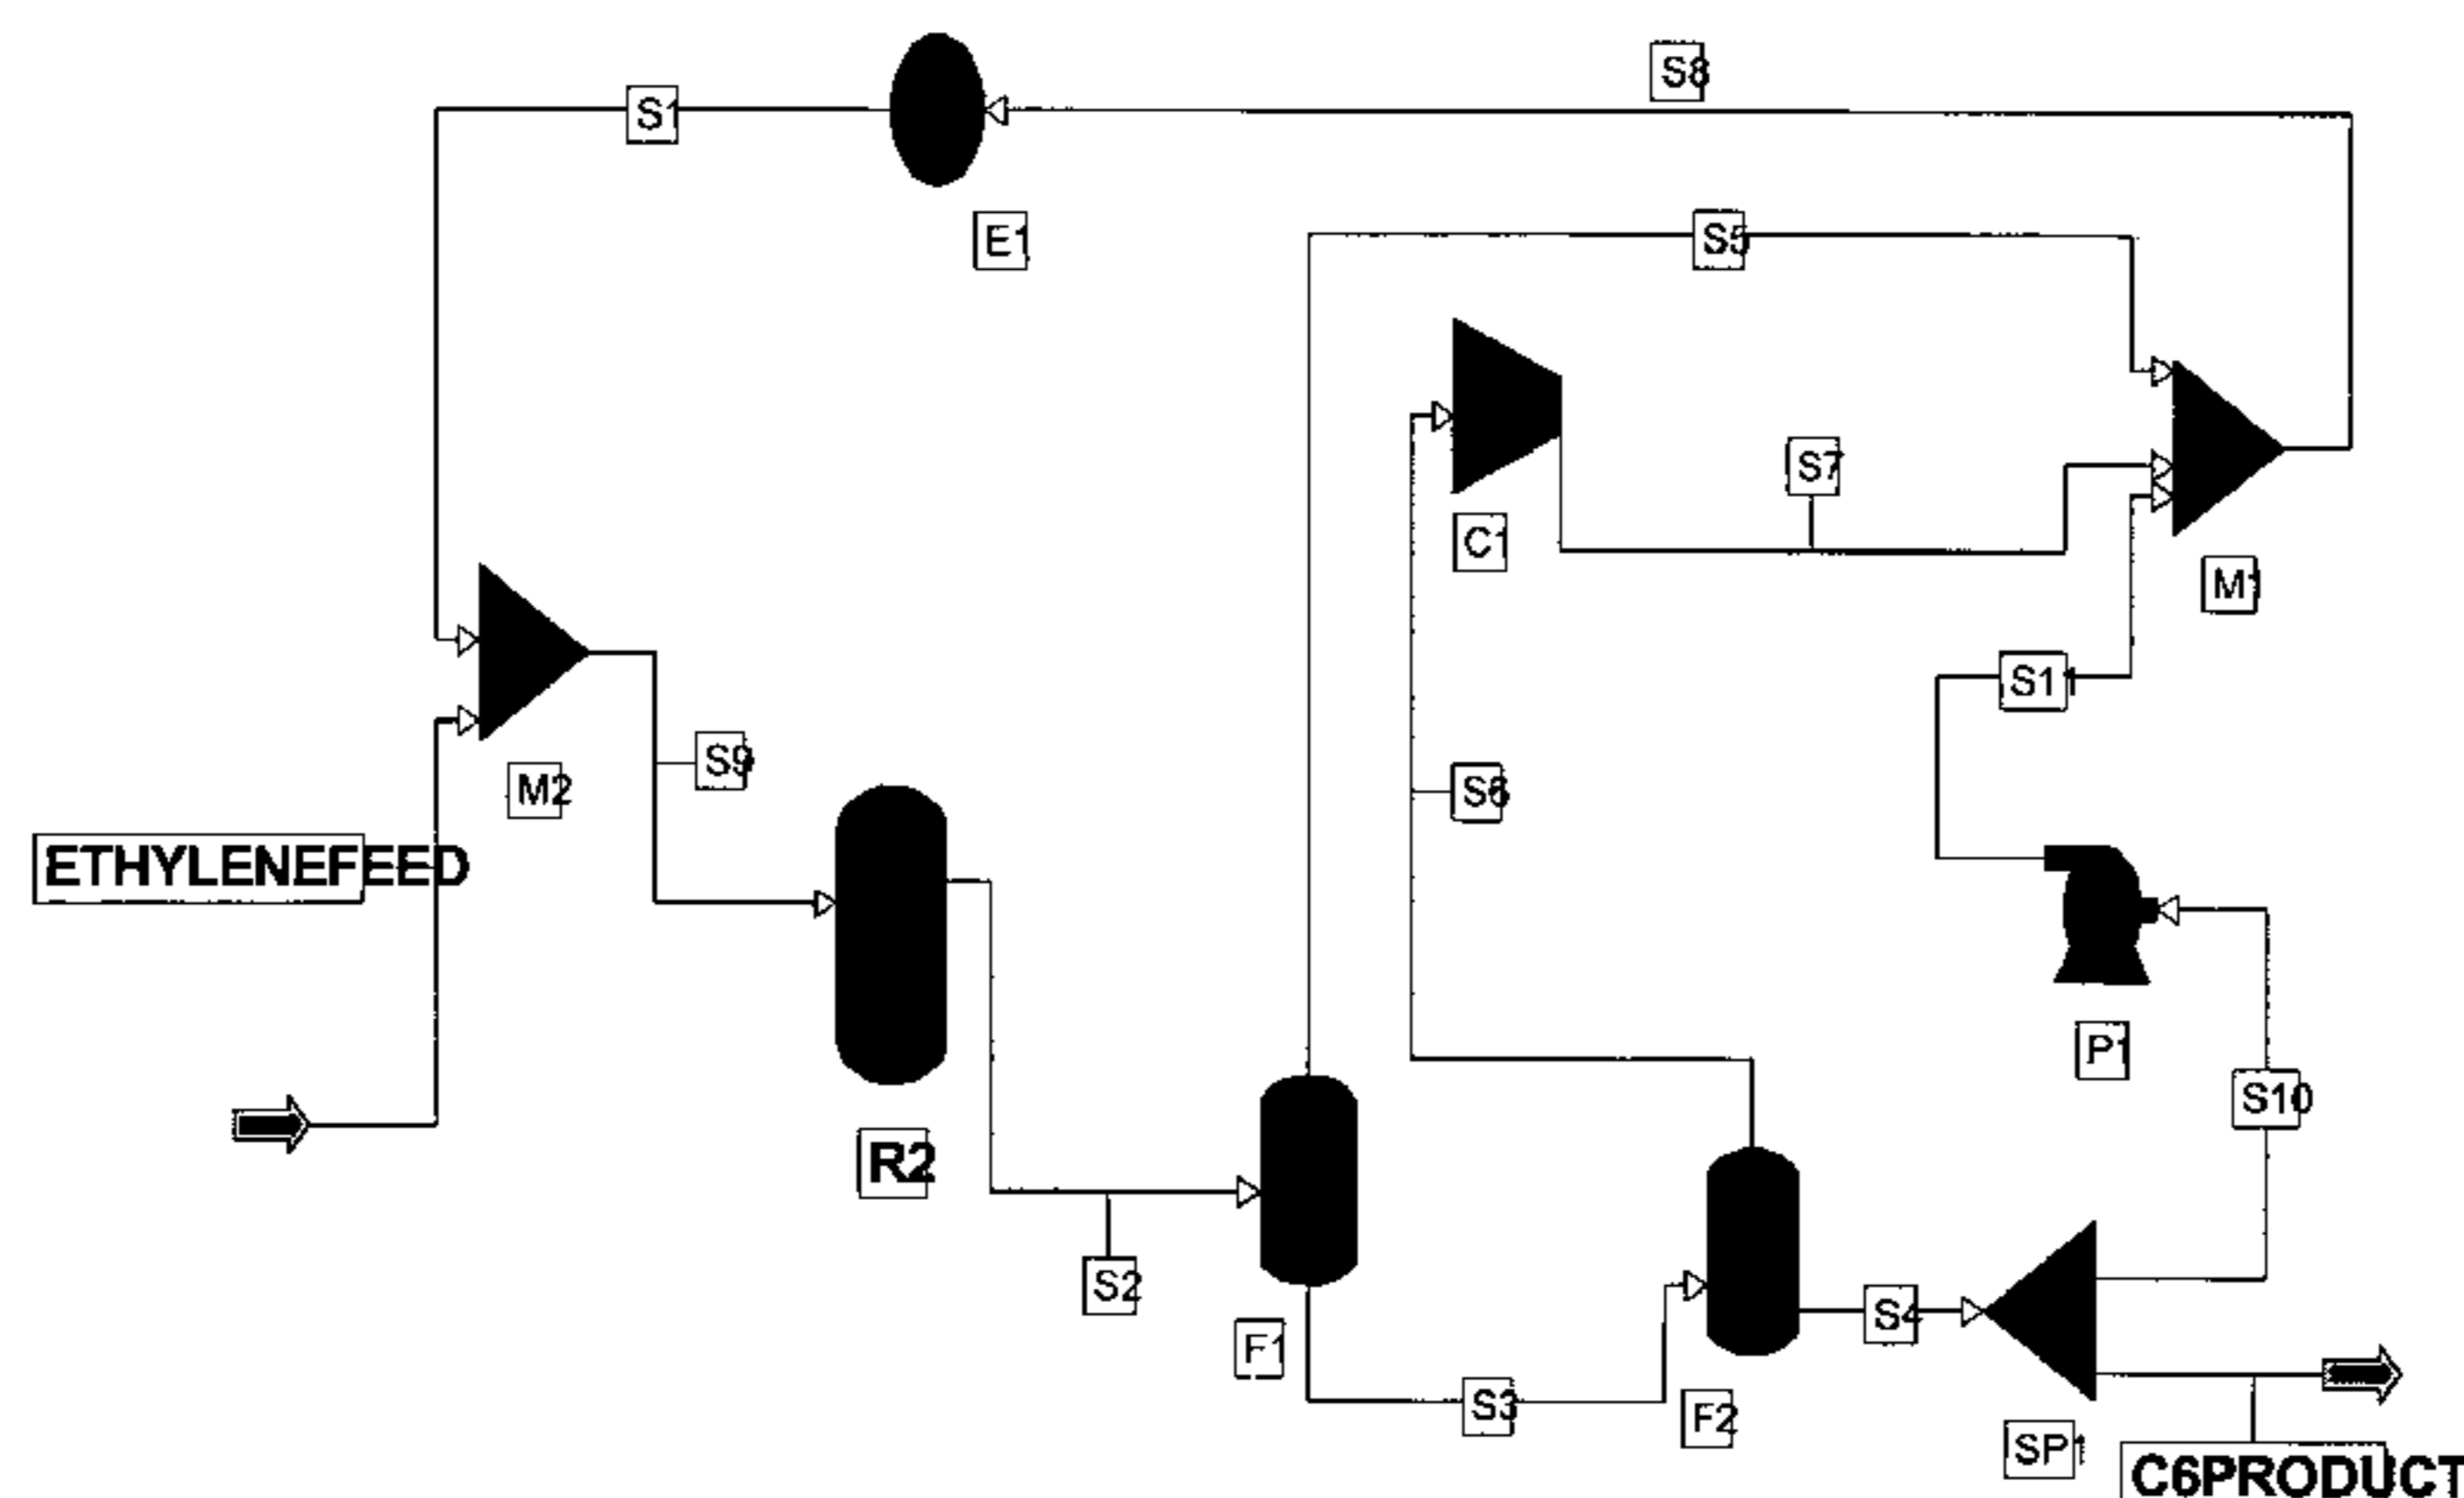 S8
S1
E1
S5
S7
C1
M1
S11
S9
M2
S6
ETHYLENEFEED
P1
S10
R2
S2
S4
F1
S3
F2
SP1
C6PRODUCT